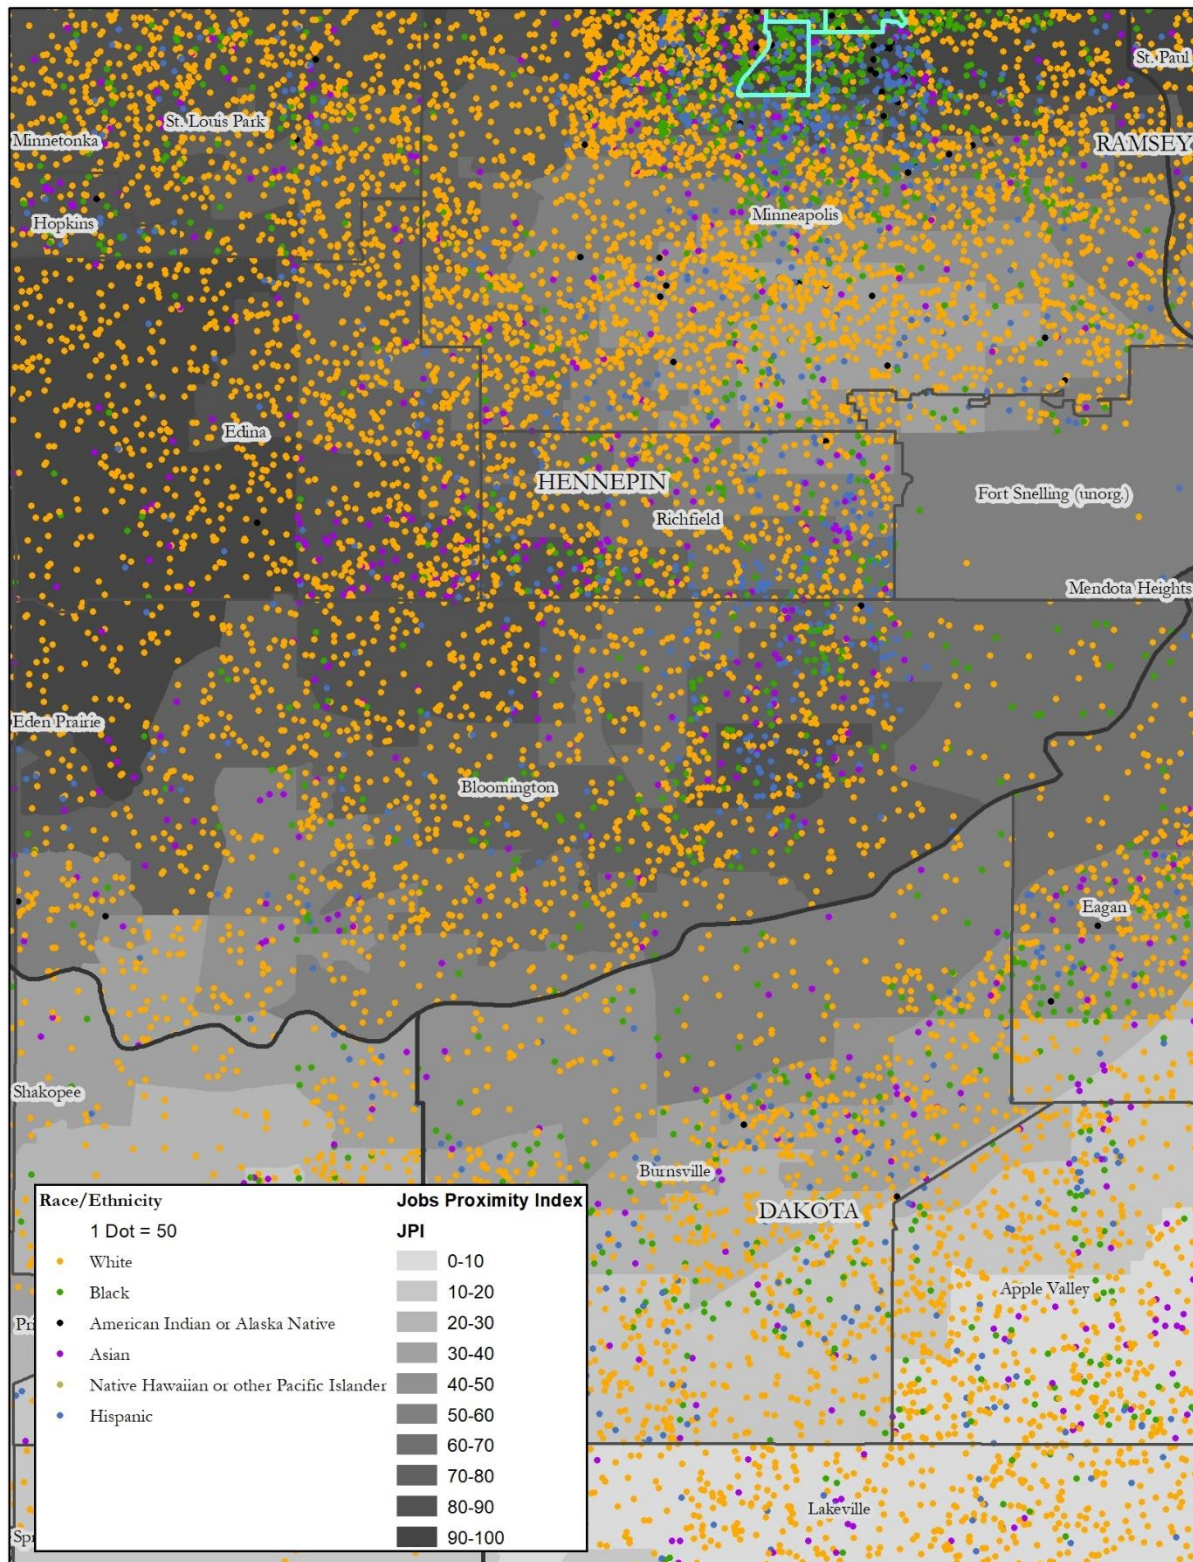 St. Paul
St. Louis Park
Minnetonka
RAMSEY
Minneapolis
Hopkins
Edina
HENNEPIN
Fort Snelling (unorg.)
Richfield
Mendota Heights
Eden Prairie
Bloomington
Eagan
Shakopee
Burnsville
DAKOTA
Apple Valley
Pri
Lakeville
Spr
Race/Ethnicity
1 Dot = 50
White
Black
American Indian or Alaska Native
Asian
Native Hawaiian or other Pacific Islander
Hispanic
Jobs Proximity Index
JPI
0-10
10-20
20-30
30-40
40-50
50-60
60-70
70-80
80-90
90-100